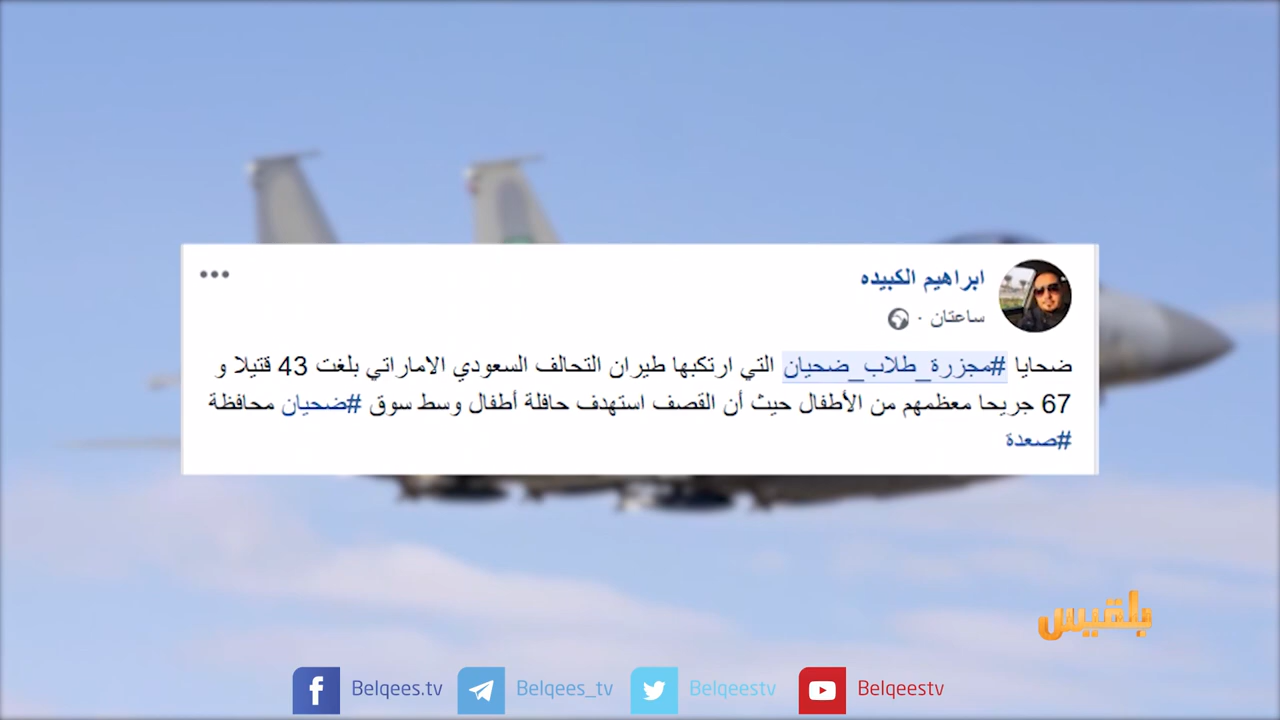 ابراهيم الكبيده
ساعتان ·
ضحايا #مجزرة_طلاب_ضحيان التي ارتكبها طيران التحالف السعودي الاماراتي بلغت 43 قتيلا و
67 جريحا معظمهم من الأطفال حيث أن القصف استهدف حافلة أطفال وسط سوق #ضحيان محافظة
#صعدة
بلقيس
Belqees.tv
Belqees_tv
Belqeestv
Belqeestv